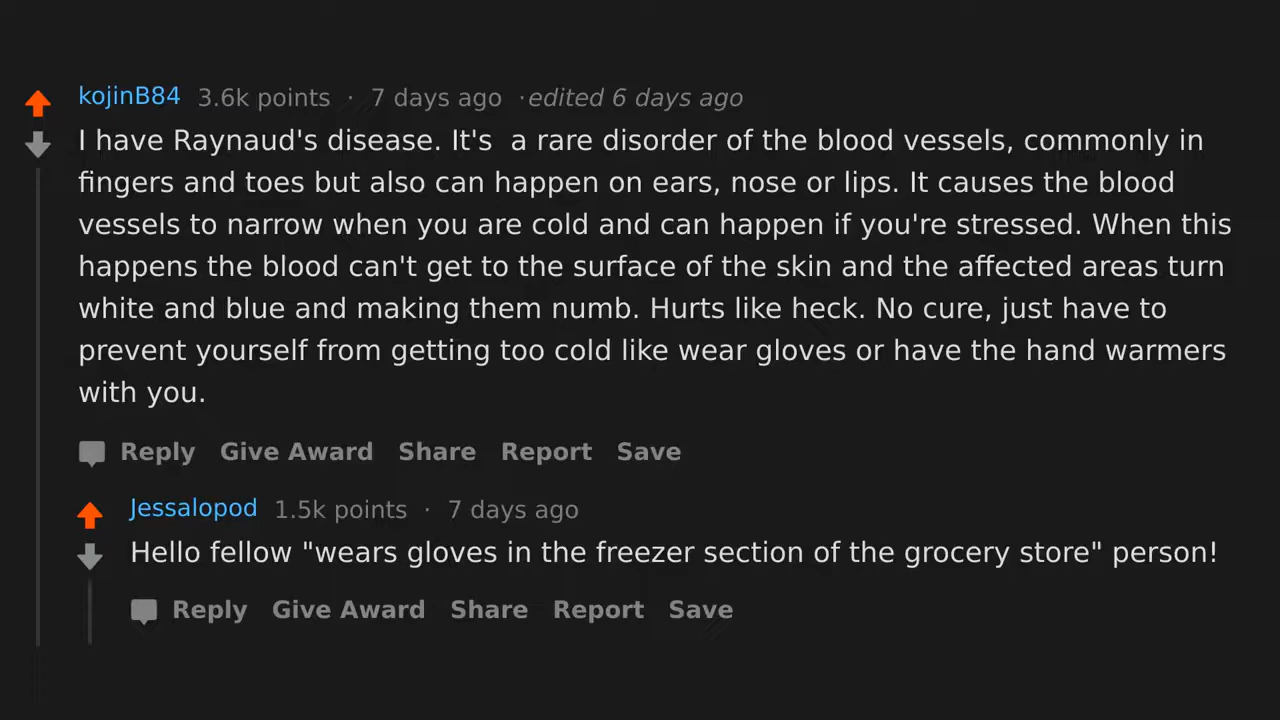 kojinB84 3.6k points · 7 days ago ·edited 6 days ago
I have Raynaud's disease. It's  a rare disorder of the blood vessels, commonly in
fingers and toes but also can happen on ears, nose or lips. It causes the blood
vessels to narrow when you are cold and can happen if you're stressed. When this
happens the blood can't get to the surface of the skin and the affected areas turn
white and blue and making them numb. Hurts like heck. No cure, just have to
prevent yourself from getting too cold like wear gloves or have the hand warmers
with you.
Reply Give Award Share Report Save
Jessalopod 1.5k points · 7 days ago
Hello fellow "wears gloves in the freezer section of the grocery store" person!
Reply Give Award Share Report Save